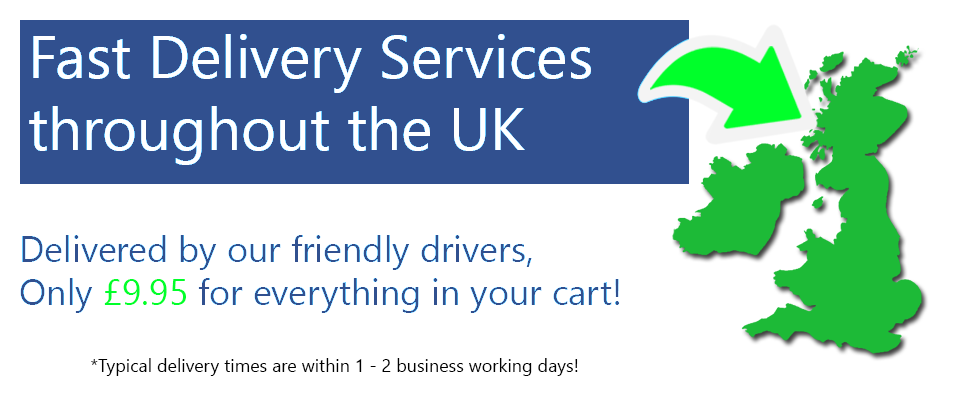 Fast Delivery Services
throughout the UK
Delivered by our friendly drivers,
Only £9.95 for everything in your cart!
*Typical delivery times are within 1 - 2 business working days!